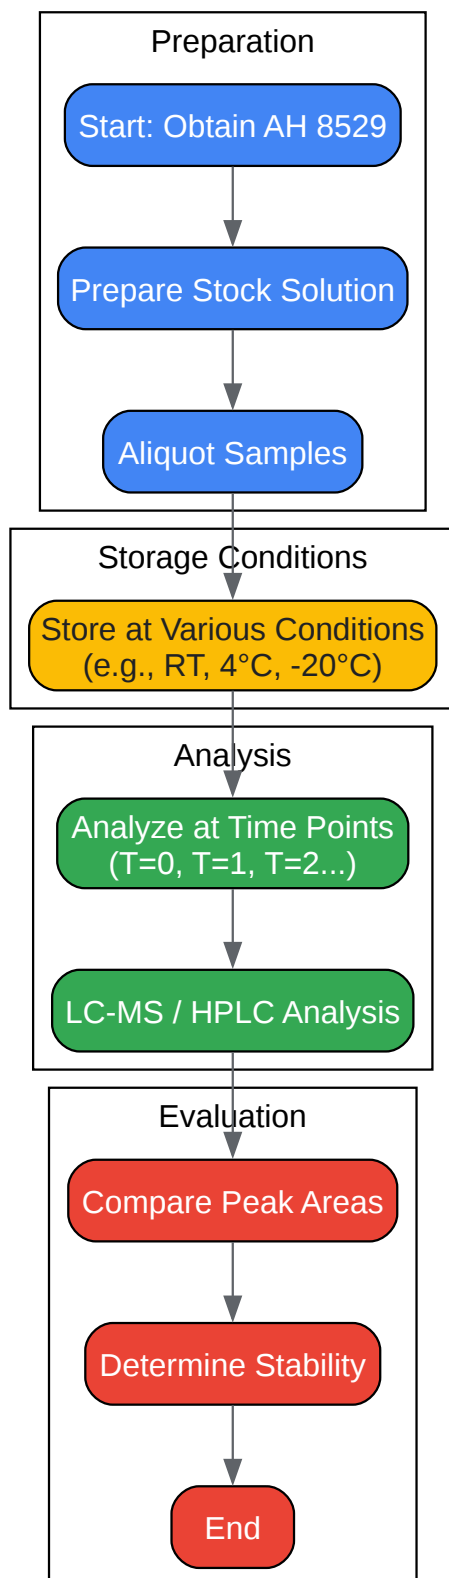 Preparation
Start: Obtain AH 8529
Prepare Stock Solution
Aliquot Samples
Storage Conditions
Store at Various Conditions
(e.g., RT, 4°C, -20°C)
Analysis
Analyze at Time Points
(T=0, T=1, T=2...)
LC-MS / HPLC Analysis
Evaluation
Compare Peak Areas
Determine Stability
End